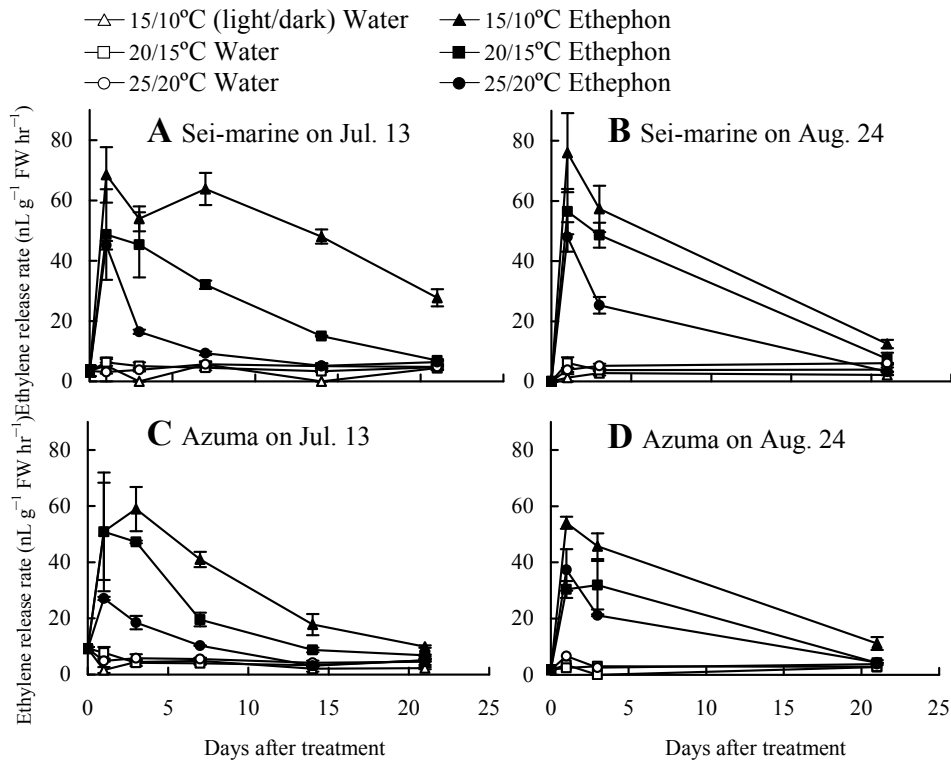 15/10ºC (light/dark) Water
15/10ºC Ethephon
20/15ºC Water
20/15ºC Ethephon
25/20ºC Water
25/20ºC Ethephon
Ethylene release rate (nL g⁻¹ FW hr⁻¹)
A Sei-marine on Jul. 13
80
60
40
20
0
B Sei-marine on Aug. 24
80
60
40
20
0
Ethylene release rate (nL g⁻¹ FW hr⁻¹)
C Azuma on Jul. 13
80
60
40
20
0
0 5 10 15 20 25
Days after treatment
D Azuma on Aug. 24
80
60
40
20
0
0 5 10 15 20 25
Days after treatment